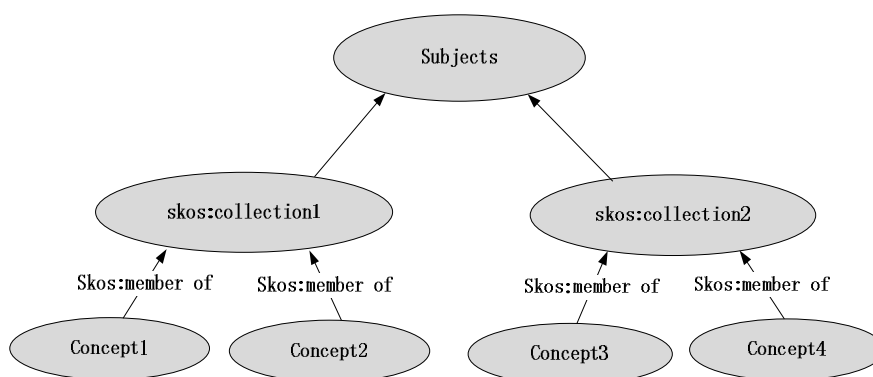 Subjects
skos:collection1
skos:collection2
Skos:member of
Skos:member of
Skos:member of
Skos:member of
Concept1
Concept2
Concept3
Concept4